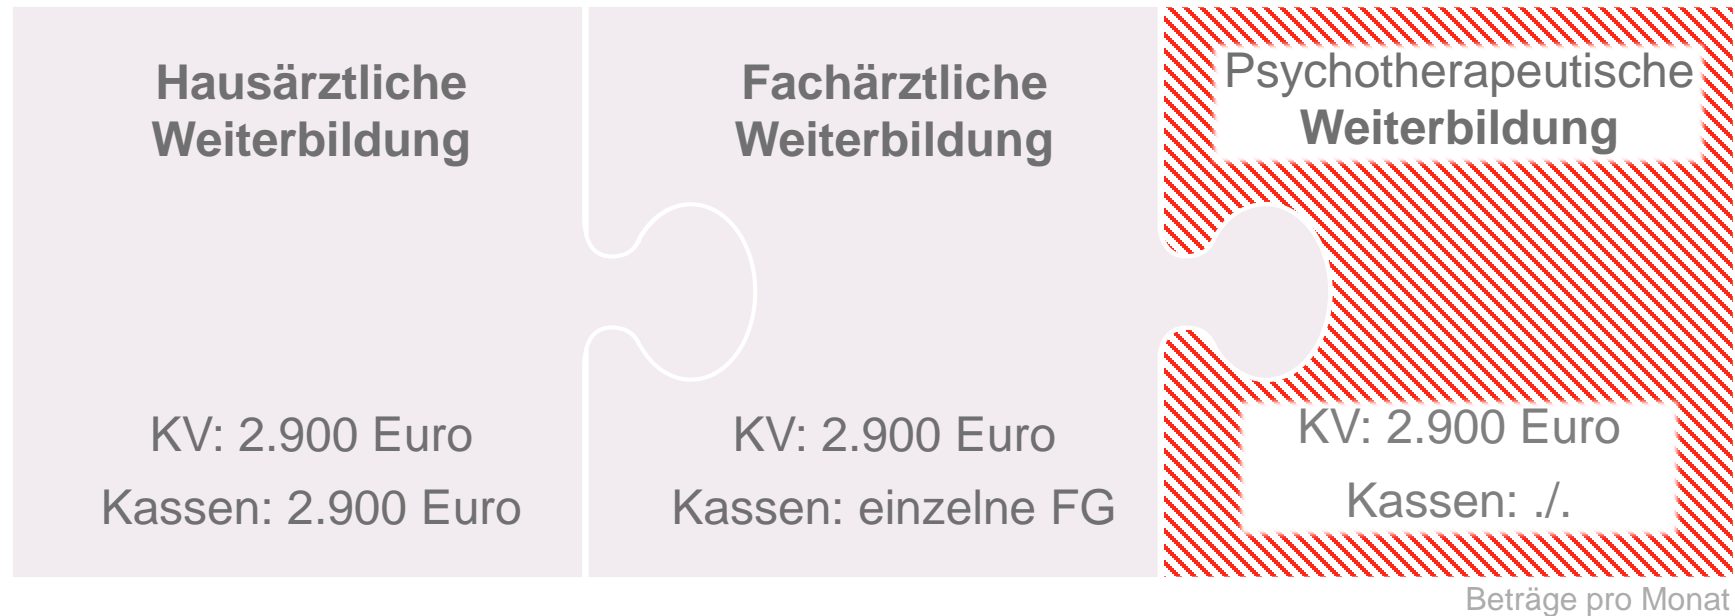 Hausärztliche
Weiterbildung
KV: 2.900 Euro
Kassen: 2.900 Euro
Fachärztliche
Weiterbildung
KV: 2.900 Euro
Kassen: einzelne FG
Psychotherapeutische
Weiterbildung
KV: 2.900 Euro
Kassen: ./.
Beträge pro Monat